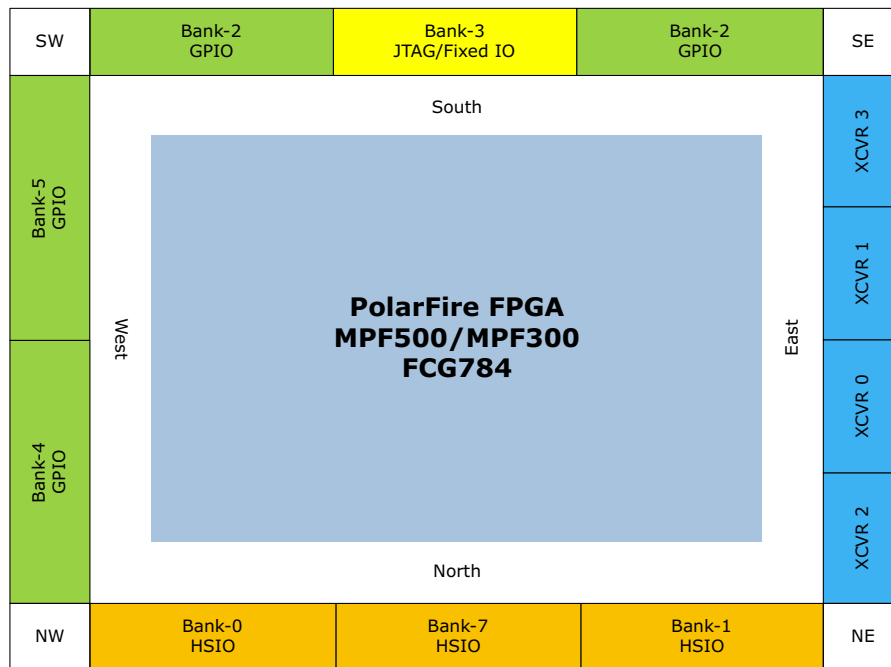 SW
Bank-2
GPIO
Bank-3
JTAG/Fixed IO
Bank-2
GPIO
SE
South
Bank-5
GPIO
Bank-4
GPIO
West
PolarFire FPGA
MPF500/MPF300
FCG784
East
XCVR 3
XCVR 1
XCVR 0
XCVR 2
North
NW
Bank-0
HSIO
Bank-7
HSIO
Bank-1
HSIO
NE